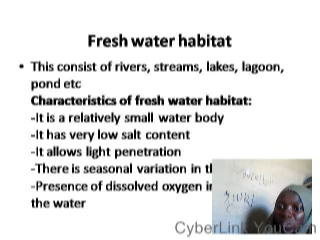 Fresh water habitat
• This consist of rivers, streams, lakes, lagoon,
pond etc
Characteristics of fresh water habitat:
-It is a relatively small water body
-It has very low salt content
-It allows light penetration
-There is seasonal variation in
-Presence of dissolved oxygen
the water
CyberLink